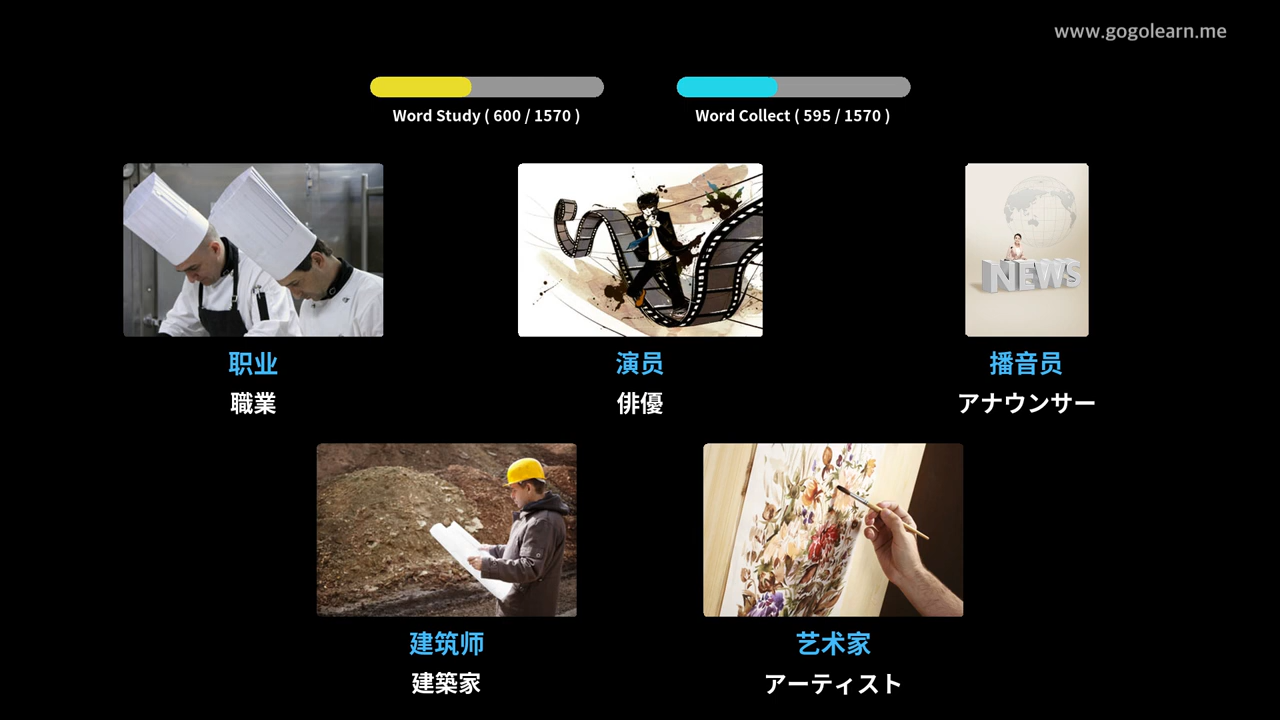 www.gogolearn.me
Word Study ( 600 / 1570 )
Word Collect ( 595 / 1570 )
职业
職業
演员
俳優
NEWS
播音员
アナウンサー
建筑师
建築家
艺术家
アーティスト